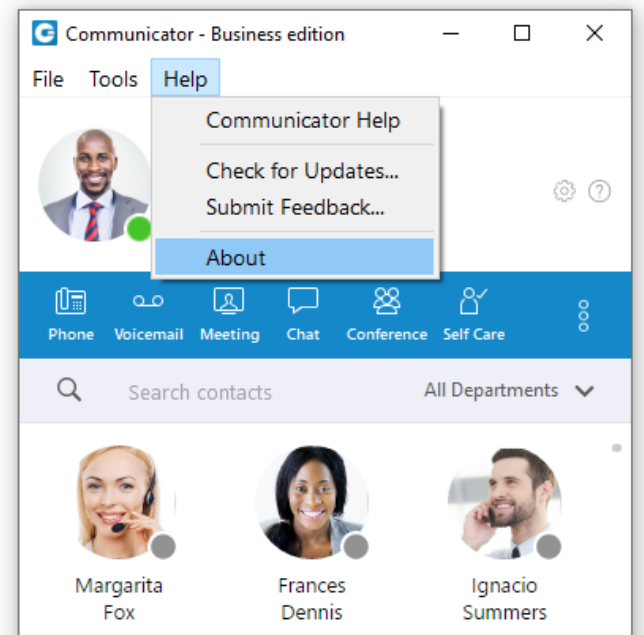 Communicator - Business edition
File Tools Help
Communicator Help
Check for Updates...
Submit Feedback...
About
Phone Voicemail Meeting Chat Conference Self Care
Search contacts All Departments
Margarita Frances Ignacio
Fox Dennis Summers